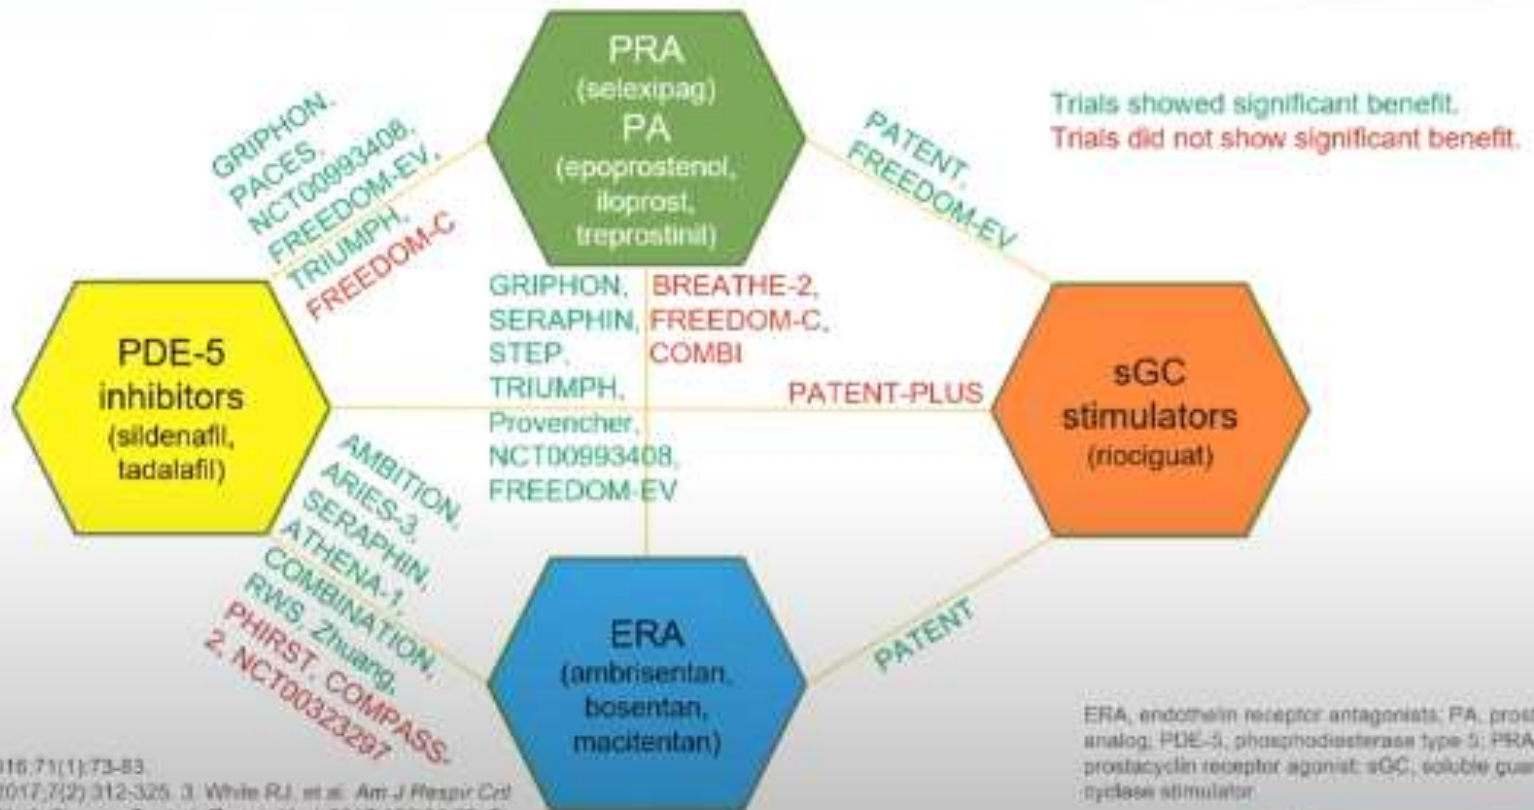 PRA
(selexipag)
PA
(epoprostenol,
iloprost,
treprostinil)
Trials showed significant benefit.
Trials did not show significant benefit.
GRIPHON,
PACES,
NCT00993408,
FREEDOM-EV,
TRIUMPH,
FREEDOM-C
PATENT,
FREEDOM-EV
GRIPHON,
SERAPHIN,
STEP,
TRIUMPH,
Provencher,
NCT00993408,
FREEDOM-EV
BREATHE-2,
FREEDOM-C,
COMBI
PDE-5
inhibitors
(sildenafil,
tadalafil)
PATENT-PLUS
sGC
stimulators
(riociguat)
AMBITION,
ARIES-3,
SERAPHIN,
ATHENA-1,
COMBINATION,
RWS, Zhuang,
PHIRST, COMPASS-
2, NCT00323297
PATENT
ERA
(ambrisentan,
bosentan,
macitentan)
016;71(1):73-83.
2017;7(2):312-325. 3. White RJ, et al. Am J Respir Crit
ERA, endothelin receptor antagonists; PA, prost
analog; PDE-5, phosphodiesterase type 5; PRA
prostacyclin receptor agonist; sGC, soluble guan
cyclase stimulator